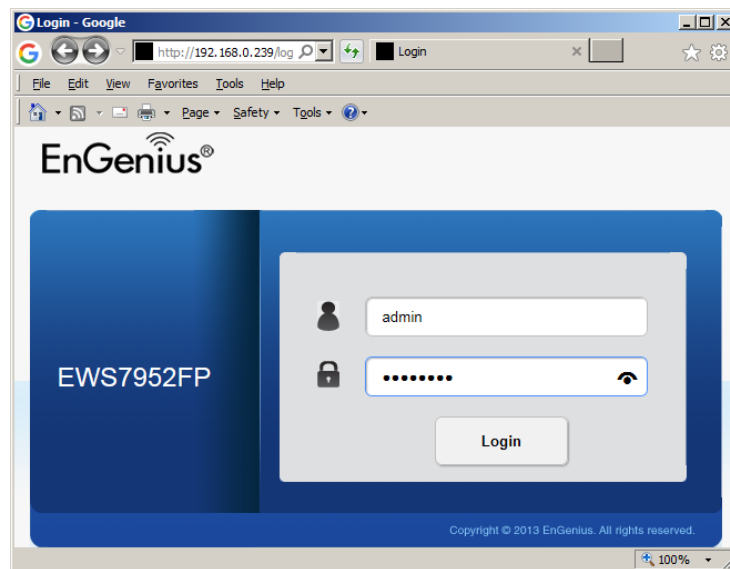 Login - Google
http://192.168.0.239/log
Login
File Edit View Favorites Tools Help
Page Safety Tools
EnGenius®
admin
••••••••
EWS7952FP
Login
Copyright © 2013 EnGenius. All rights reserved.
100%